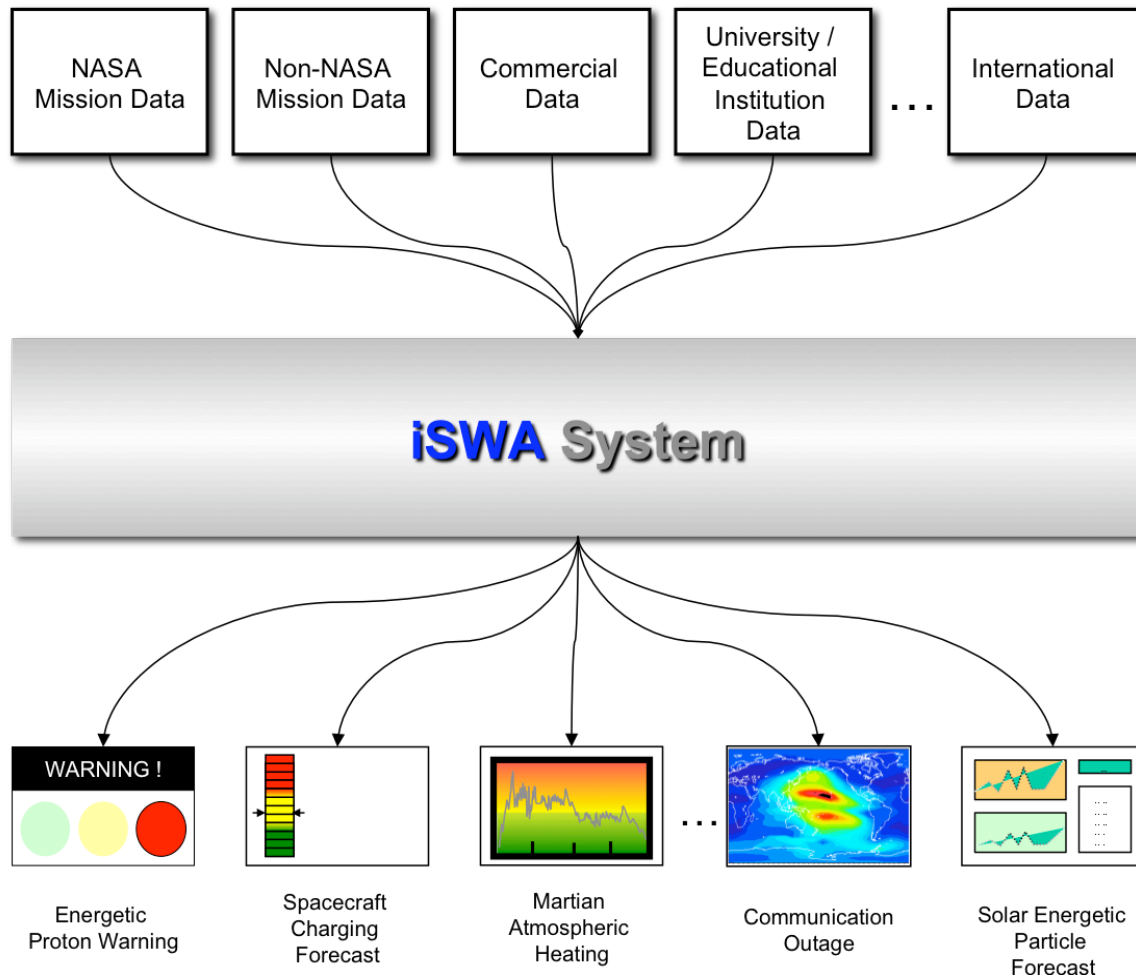 NASA
Mission Data
Non-NASA
Mission Data
Commercial
Data
University /
Educational
Institution
Data
...
International
Data
iSWA System
WARNING !
...
Energetic
Proton Warning
Spacecraft
Charging
Forecast
Martian
Atmospheric
Heating
Communication
Outage
Solar Energetic
Particle
Forecast